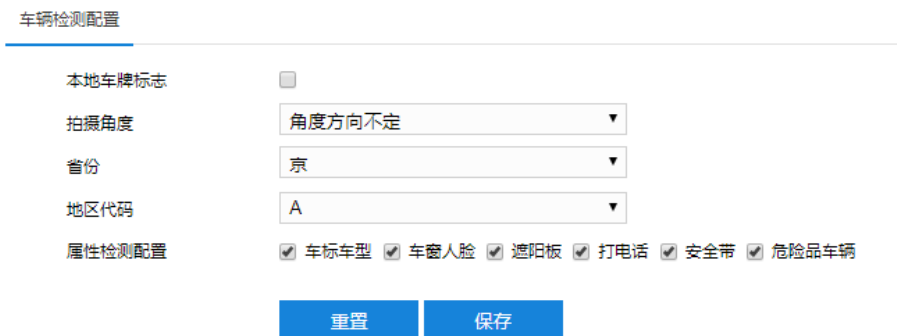 车辆检测配置
本地车牌标志
拍摄角度 角度方向不定
省份 京
地区代码 A
属性检测配置 车标车型 车窗人脸 遮阳板 打电话 安全带 危险品车辆
重置 保存